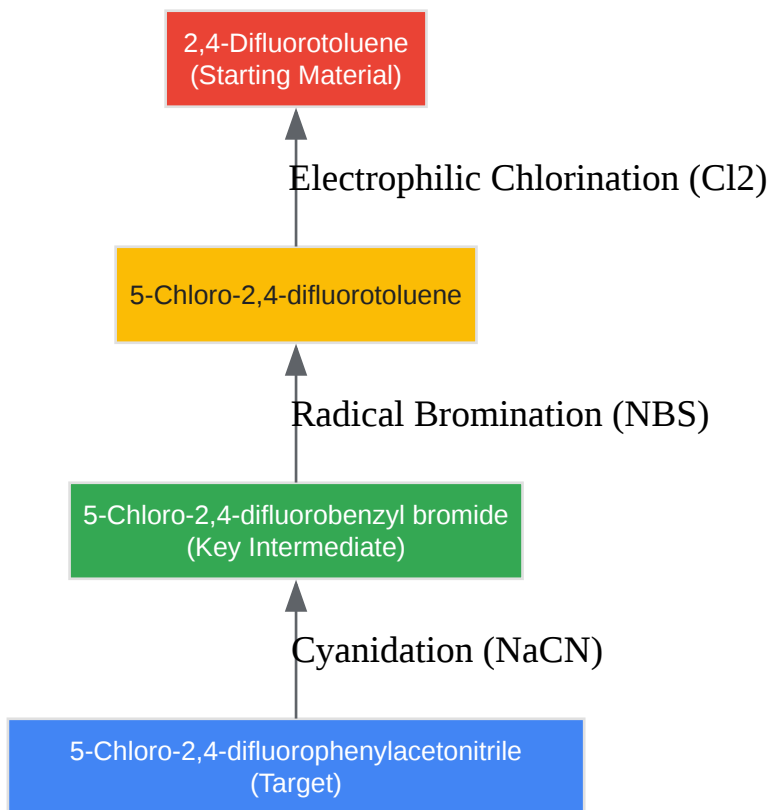 2,4-Difluorotoluene
(Starting Material)
Electrophilic Chlorination (Cl2)
5-Chloro-2,4-difluorotoluene
Radical Bromination (NBS)
5-Chloro-2,4-difluorobenzyl bromide
(Key Intermediate)
Cyanidation (NaCN)
5-Chloro-2,4-difluorophenylacetonitrile
(Target)